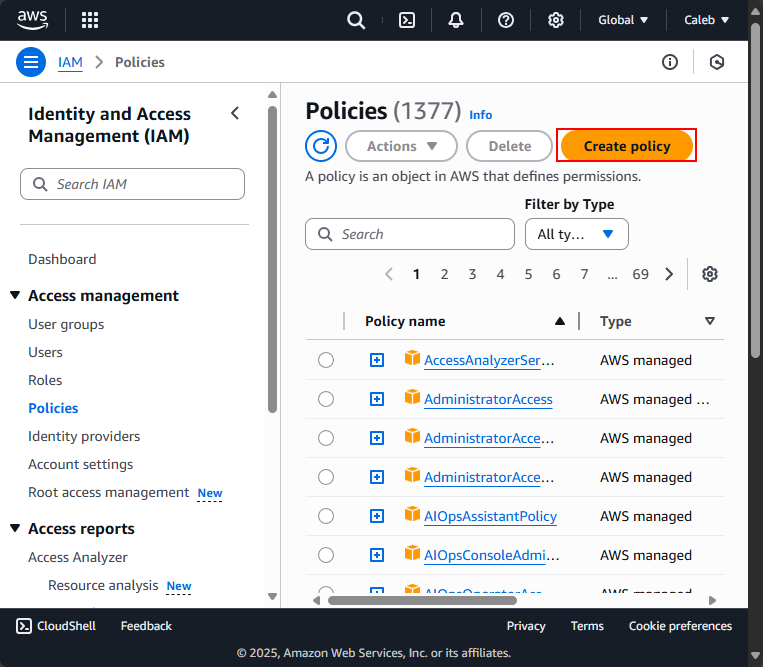 aws
Global
Caleb
IAM
Policies
Identity and Access
Management (IAM)
Search IAM
Dashboard
Access management
User groups
Users
Roles
Policies
Identity providers
Account settings
Root access management New
Access reports
Access Analyzer
Resource analysis New
Policies (1377) Info
Actions
Delete
Create policy
A policy is an object in AWS that defines permissions.
Filter by Type
Search
All ty...
1 2 3 4 5 6 7 ... 69
Policy name Type
AccessAnalyzerSer... AWS managed
AdministratorAccess AWS managed ...
AdministratorAcce... AWS managed
AdministratorAcce... AWS managed
AIOpsAssistantPolicy AWS managed
AIOpsConsoleAdmi... AWS managed
CloudShell Feedback Privacy Terms Cookie preferences
© 2025, Amazon Web Services, Inc. or its affiliates.